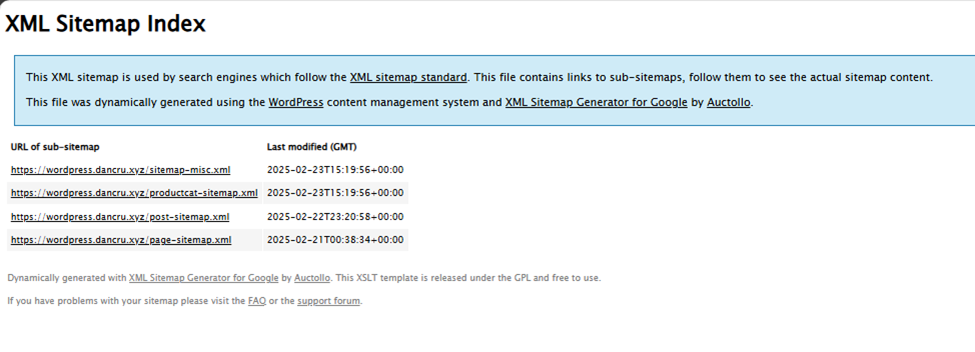 XML Sitemap Index
This XML sitemap is used by search engines which follow the XML sitemap standard. This file contains links to sub-sitemaps, follow them to see the actual sitemap content.
This file was dynamically generated using the WordPress content management system and XML Sitemap Generator for Google by Auctollo.
URL of sub-sitemap Last modified (GMT)
https://wordpress.dancru.xyz/sitemap-misc.xml 2025-02-23T15:19:56+00:00
https://wordpress.dancru.xyz/productcat-sitemap.xml 2025-02-23T15:19:56+00:00
https://wordpress.dancru.xyz/post-sitemap.xml 2025-02-22T23:20:58+00:00
https://wordpress.dancru.xyz/page-sitemap.xml 2025-02-21T00:38:34+00:00
Dynamically generated with XML Sitemap Generator for Google by Auctollo. This XSLT template is released under the GPL and free to use.
If you have problems with your sitemap please visit the FAQ or the support forum.